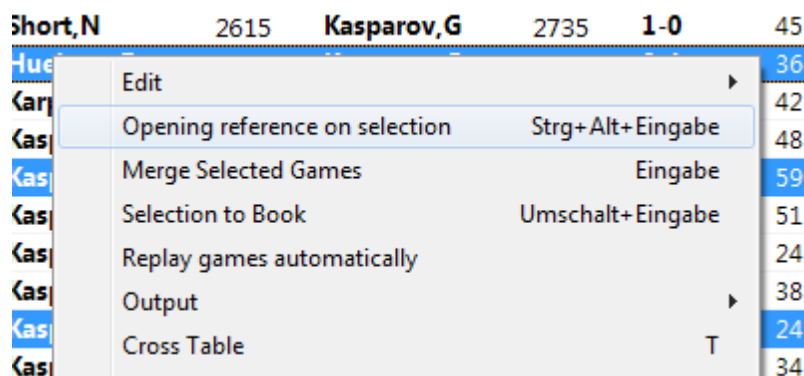 Short,N 2615 Kasparov,G 2735 1-0 45
36
Edit
42
Opening reference on selection Strg+Alt+Eingabe
48
Merge Selected Games Eingabe
59
Selection to Book Umschalt+Eingabe
51
Replay games automatically
24
Output
38
Cross Table T
24
34